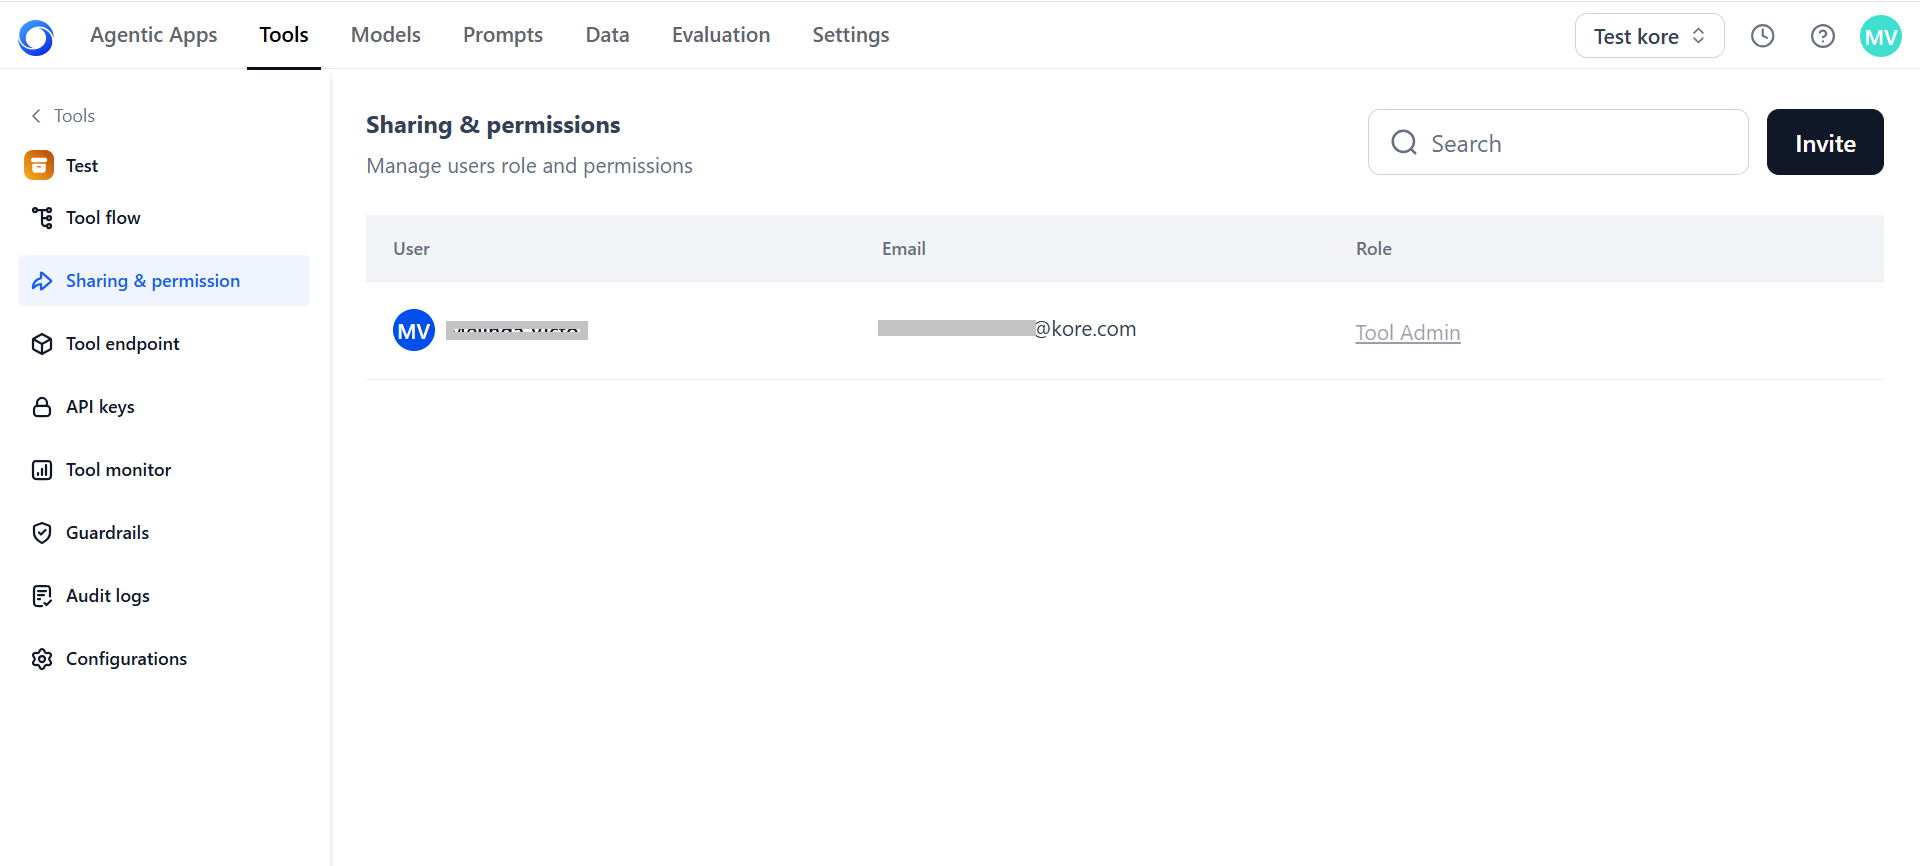 Agentic Apps
Tools
Models
Prompts
Data
Evaluation
Settings
Test kore
MV
Tools
Test
Tool flow
Sharing & permission
Tool endpoint
API keys
Tool monitor
Guardrails
Audit logs
Configurations
Sharing & permissions
Manage users role and permissions
Search
Invite
User Email Role
MV @kore.com Tool Admin